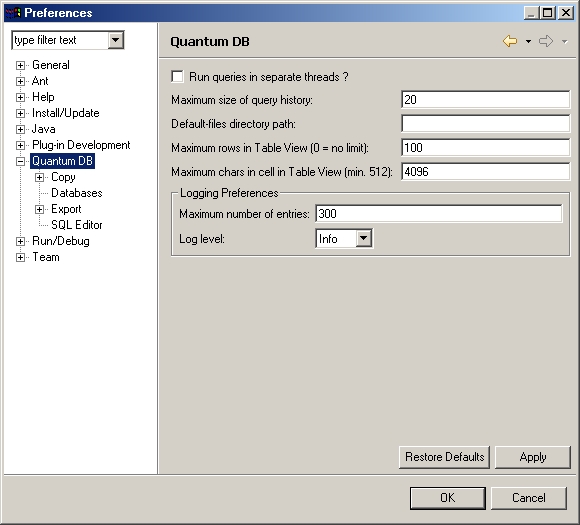 Preferences
type filter text
General
Ant
Help
Install/Update
Java
Plug-in Development
Quantum DB
Copy
Databases
Export
SQL Editor
Run/Debug
Team
Quantum DB
Run queries in separate threads ?
Maximum size of query history: 20
Default-files directory path:
Maximum rows in Table View (0 = no limit): 100
Maximum chars in cell in Table View (min. 512): 4096
Logging Preferences
Maximum number of entries: 300
Log level: Info
Restore Defaults Apply
OK Cancel